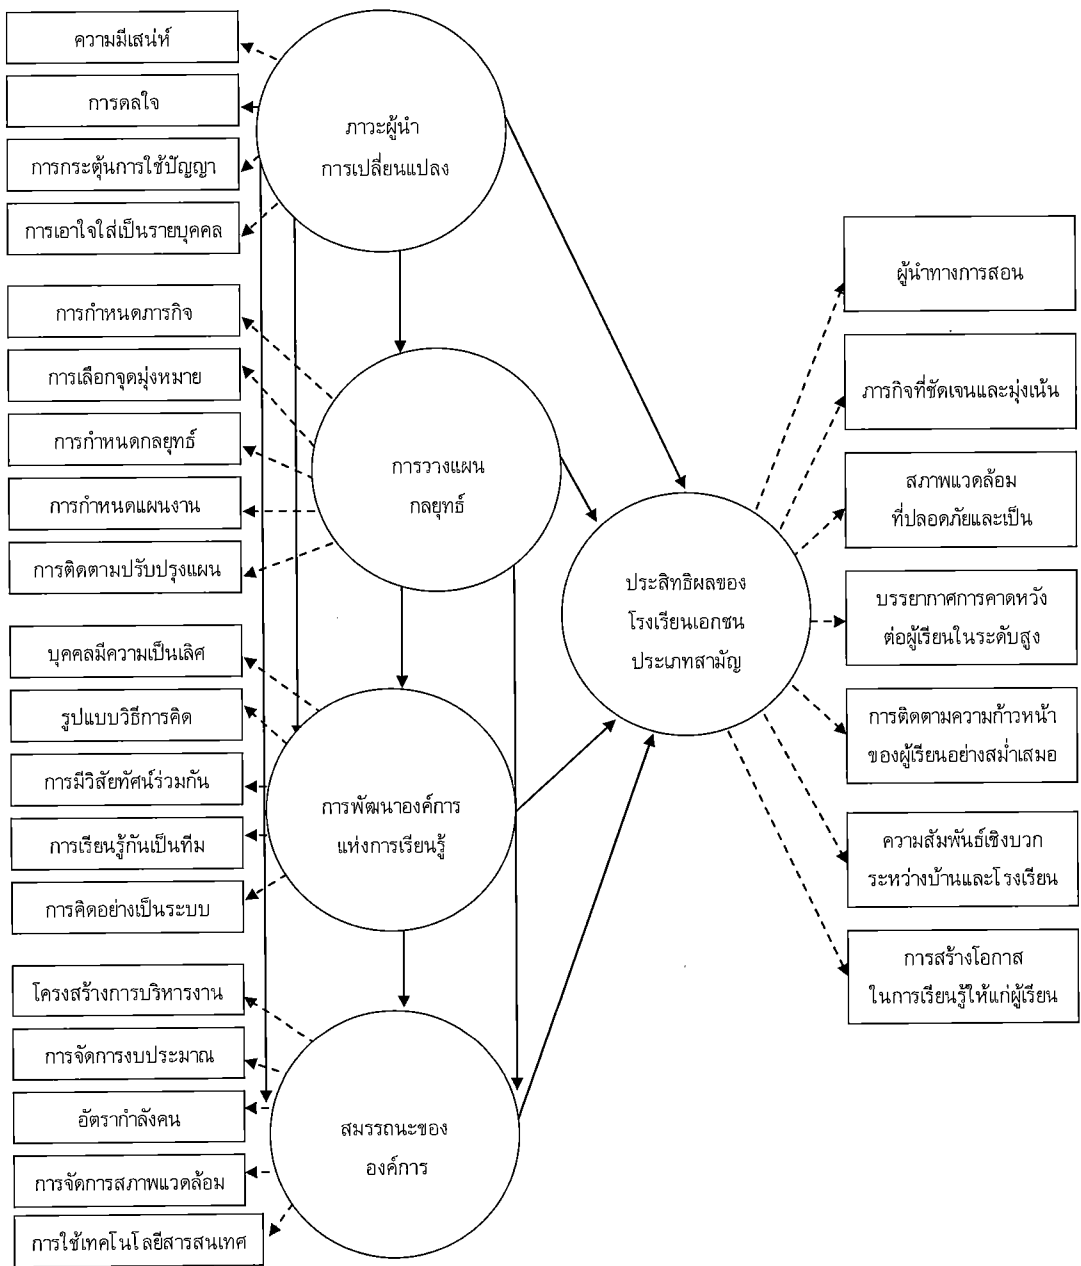 ความมีเสน่ห์
การดลใจ
การกระตุ้นการใช้ปัญญา
การเอาใจใส่เป็นรายบุคคล
ภาวะผู้นำ
การเปลี่ยนแปลง
การกำหนดภารกิจ
การเลือกจุดมุ่งหมาย
การกำหนดกลยุทธ์
การกำหนดแผนงาน
การติดตามปรับปรุงแผน
การวางแผน
กลยุทธ์
บุคคลมีความเป็นเลิศ
รูปแบบวิธีการคิด
การมีวิสัยทัศน์ร่วมกัน
การเรียนรู้กันเป็นทีม
การคิดอย่างเป็นระบบ
การพัฒนาองค์การ
แห่งการเรียนรู้
โครงสร้างการบริหารงาน
การจัดการงบประมาณ
อัตรากำลังคน
การจัดการสภาพแวดล้อม
การใช้เทคโนโลยีสารสนเทศ
สมรรถนะของ
องค์การ
ประสิทธิผลของ
โรงเรียนเอกชน
ประเภทสามัญ
ผู้นำทางการสอน
ภารกิจที่ชัดเจนและมุ่งเน้น
สภาพแวดล้อม
ที่ปลอดภัยและเป็น
บรรยากาศการคาดหวัง
ต่อผู้เรียนในระดับสูง
การติดตามความก้าวหน้า
ของผู้เรียนอย่างสม่ำเสมอ
ความสัมพันธ์เชิงบวก
ระหว่างบ้านและโรงเรียน
การสร้างโอกาส
ในการเรียนรู้ให้แก่ผู้เรียน